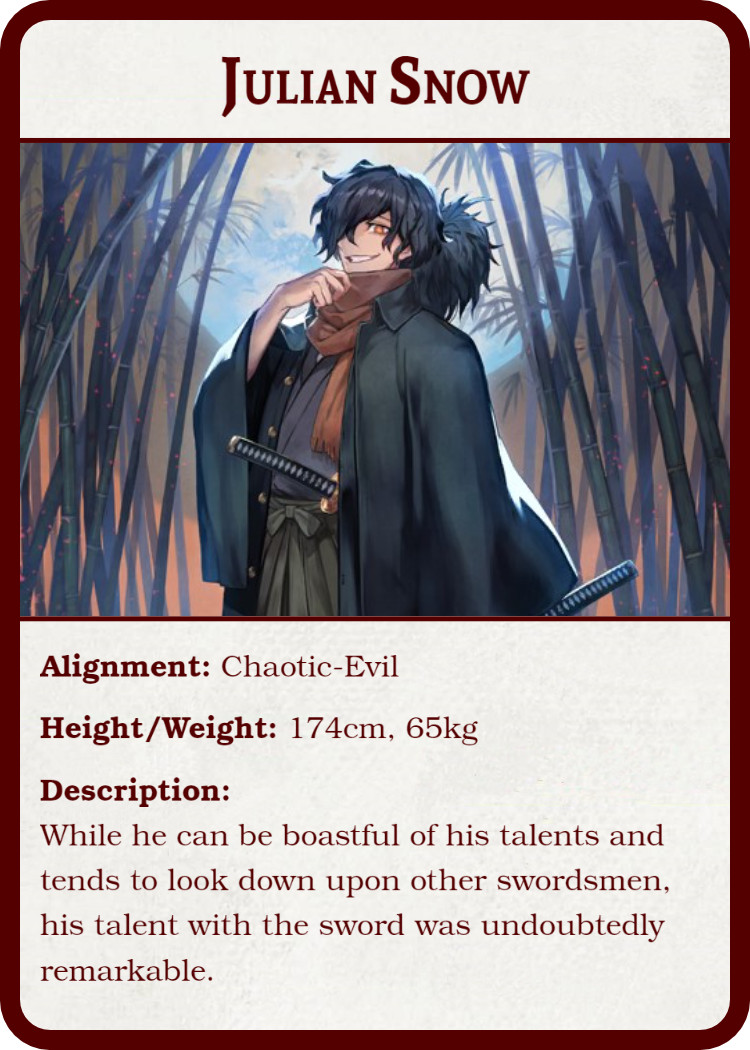 Julian Snow
Alignment: Chaotic-Evil
Height/Weight: 174cm, 65kg
Description:
While he can be boastful of his talents and
tends to look down upon other swordsmen,
his talent with the sword was undoubtedly
remarkable.